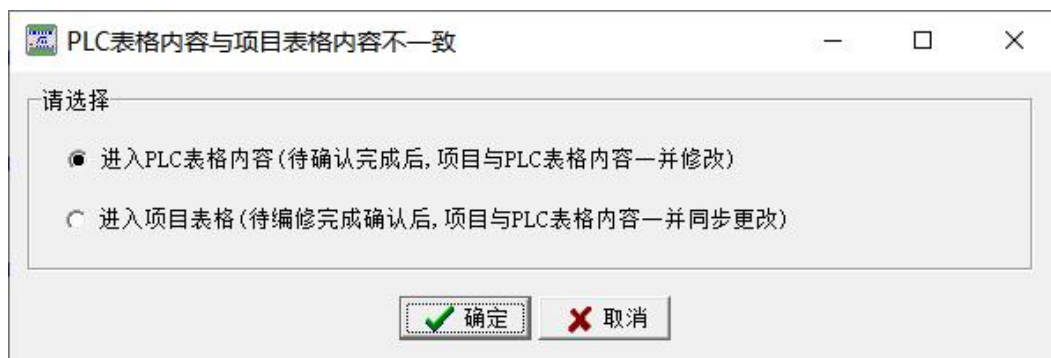 PLC表格内容与项目表格内容不一致
请选择
进入PLC表格内容(待确认完成后,项目与PLC表格内容一并修改)
进入项目表格(待编修完成确认后,项目与PLC表格内容一并同步更改)
确定 取消